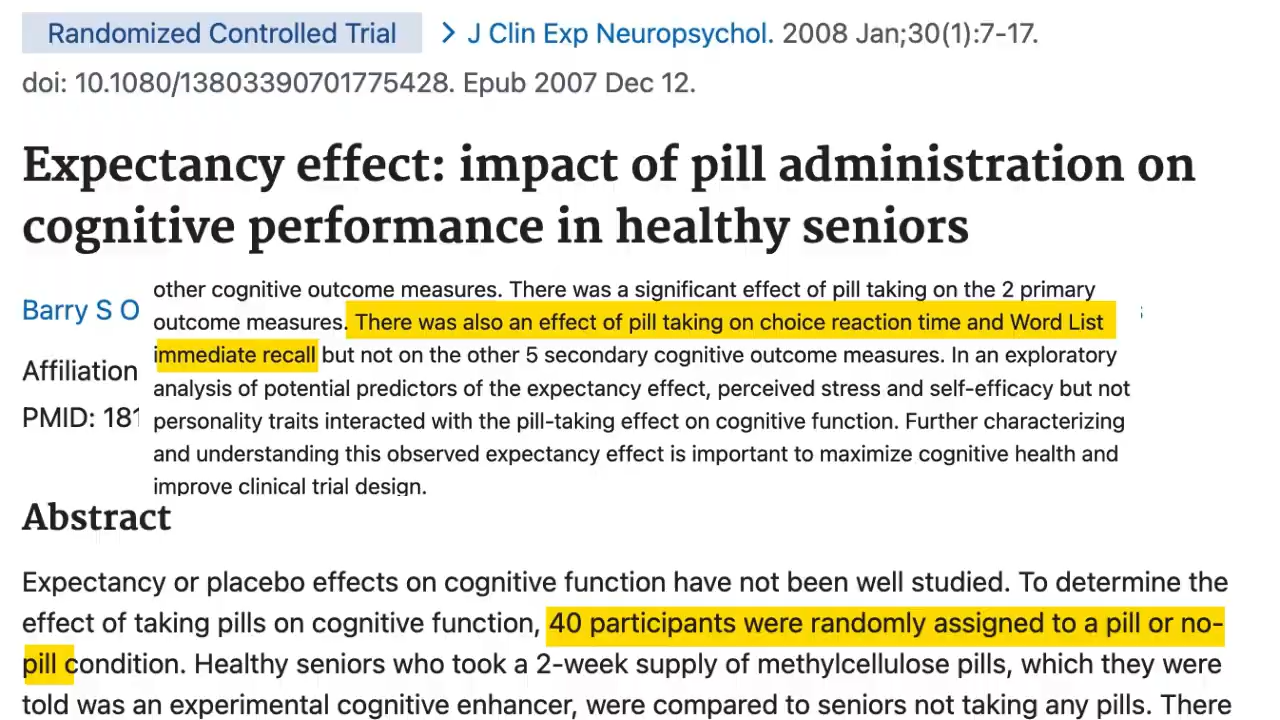 Randomized Controlled Trial > J Clin Exp Neuropsychol. 2008 Jan;30(1):7-17.
doi: 10.1080/13803390701775428. Epub 2007 Dec 12.
Expectancy effect: impact of pill administration on
cognitive performance in healthy seniors
Barry S O
Affiliation
PMID: 181
other cognitive outcome measures. There was a significant effect of pill taking on the 2 primary
outcome measures. There was also an effect of pill taking on choice reaction time and Word List
immediate recall but not on the other 5 secondary cognitive outcome measures. In an exploratory
analysis of potential predictors of the expectancy effect, perceived stress and self-efficacy but not
personality traits interacted with the pill-taking effect on cognitive function. Further characterizing
and understanding this observed expectancy effect is important to maximize cognitive health and
improve clinical trial design.
Abstract
Expectancy or placebo effects on cognitive function have not been well studied. To determine the
effect of taking pills on cognitive function, 40 participants were randomly assigned to a pill or no-
pill condition. Healthy seniors who took a 2-week supply of methylcellulose pills, which they were
told was an experimental cognitive enhancer, were compared to seniors not taking any pills. There